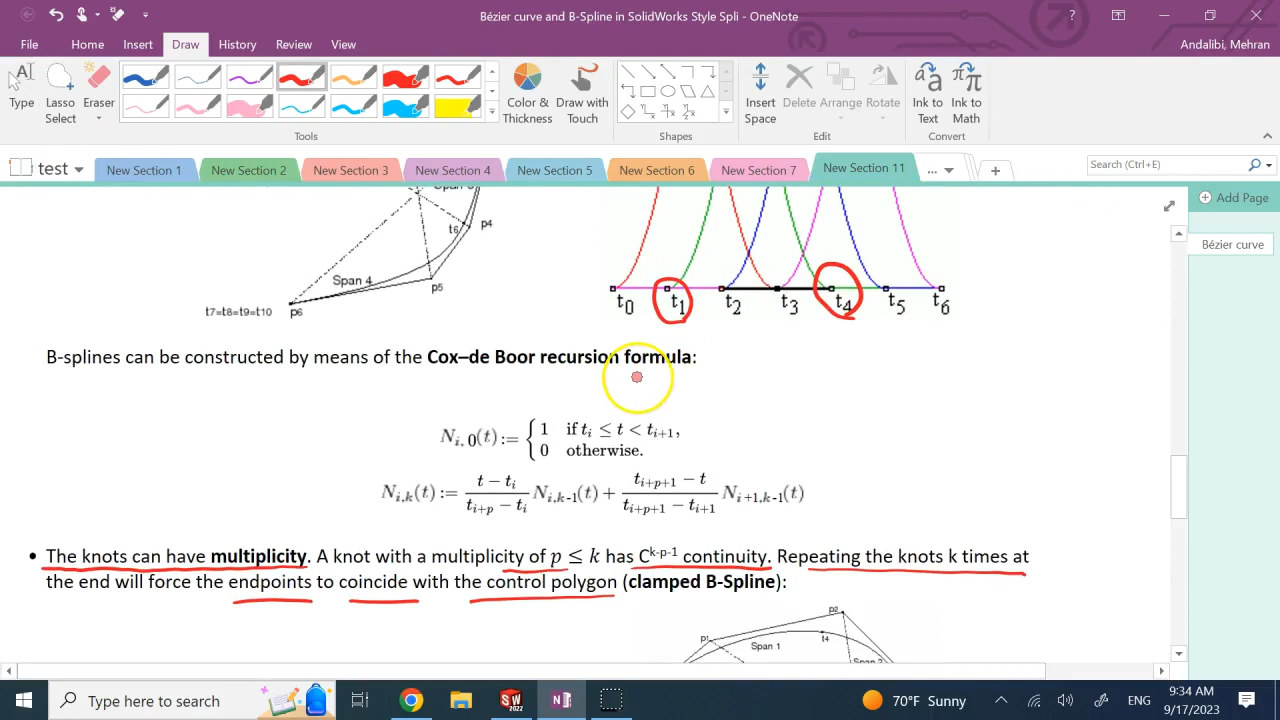 Bézier curve and B-Spline in SolidWorks Style Spli - OneNote
Andalibi, Mehran
File Home Insert Draw History Review View
Type Lasso Select Eraser
Color & Thickness Draw with Touch
Insert Space Delete Arrange Rotate
Ink to Text Ink to Math
Tools Shapes Edit Convert
test New Section 1 New Section 2 New Section 3 New Section 4 New Section 5 New Section 6 New Section 7 New Section 11 ...
Search (Ctrl+E)
Add Page
Bézier curve
t6 p4
Span 4
p5
t7=t8=t9=t10 p6
t0 t1 t2 t3 t4 t5 t6
B-splines can be constructed by means of the Cox–de Boor recursion formula:
N_{i,0}(t) := { 1 if t_i ≤ t < t_{i+1},
0 otherwise.
N_{i,k}(t) := \frac{t − t_i}{t_{i+p} − t_i} N_{i,k-1}(t) + \frac{t_{i+p+1} − t}{t_{i+p+1} − t_{i+1}} N_{i+1,k-1}(t)
• The knots can have multiplicity. A knot with a multiplicity of p ≤ k has C^{k-p-1} continuity. Repeating the knots k times at
the end will force the endpoints to coincide with the control polygon (clamped B-Spline):
p2
p1
t4
Span 1
Type here to search
70°F Sunny
ENG
9:34 AM
9/17/2023